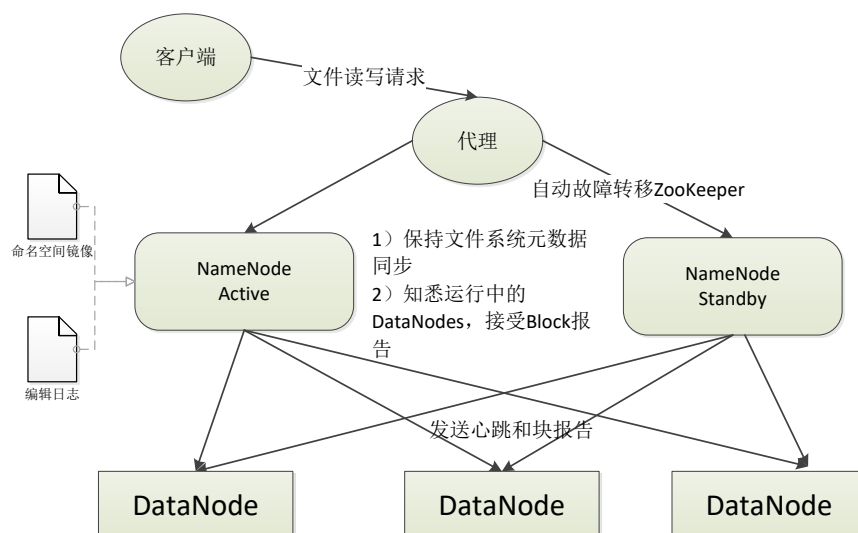 客户端
文件读写请求
代理
自动故障转移ZooKeeper
命名空间镜像
NameNode
Active
1）保持文件系统元数据
同步
2）知悉运行中的
DataNodes，接受Block报
告
NameNode
Standby
编辑日志
发送心跳和块报告
DataNode
DataNode
DataNode